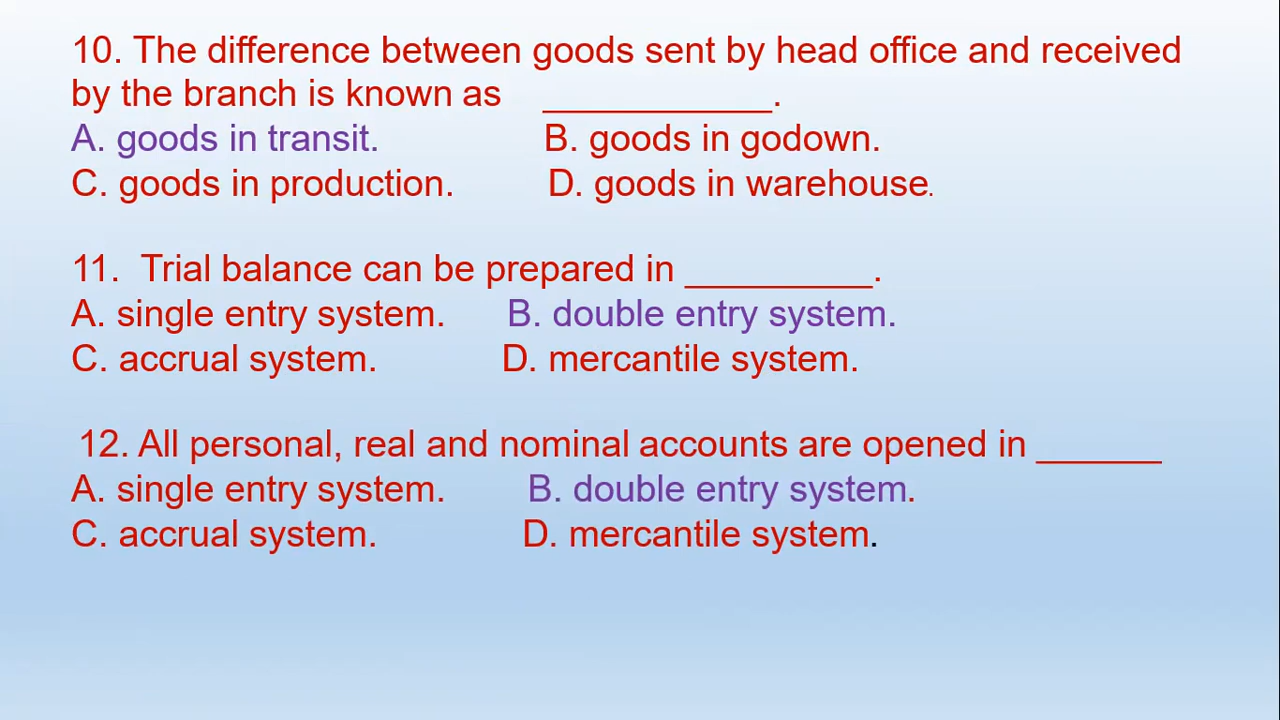 10. The difference between goods sent by head office and received
by the branch is known as ___________.
A. goods in transit. B. goods in godown.
C. goods in production. D. goods in warehouse.
11. Trial balance can be prepared in _________.
A. single entry system. B. double entry system.
C. accrual system. D. mercantile system.
12. All personal, real and nominal accounts are opened in ______
A. single entry system. B. double entry system.
C. accrual system. D. mercantile system.